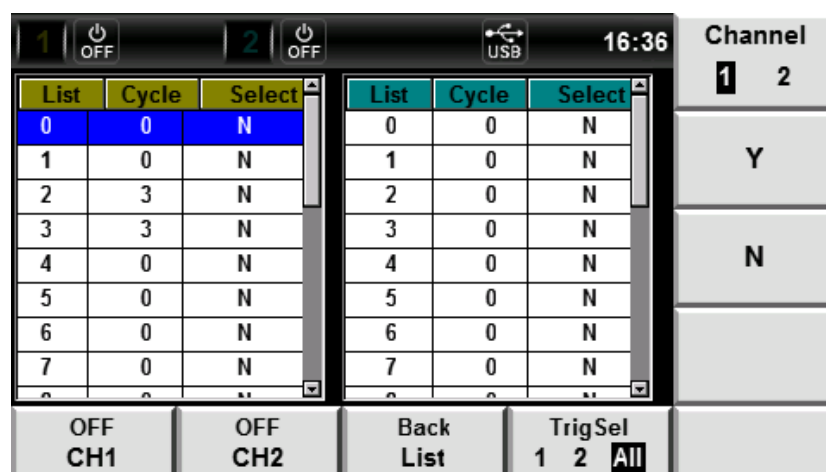 1 OFF 2 OFF USB 16:36
Channel
1 2
List Cycle Select List Cycle Select
0 0 N 0 0 N
1 0 N 1 0 N
2 3 N 2 0 N
3 3 N 3 0 N
4 0 N 4 0 N
5 0 N 5 0 N
6 0 N 6 0 N
7 0 N 7 0 N
Y
N
OFF
CH1
OFF
CH2
Back
List
TrigSel
1 2 All